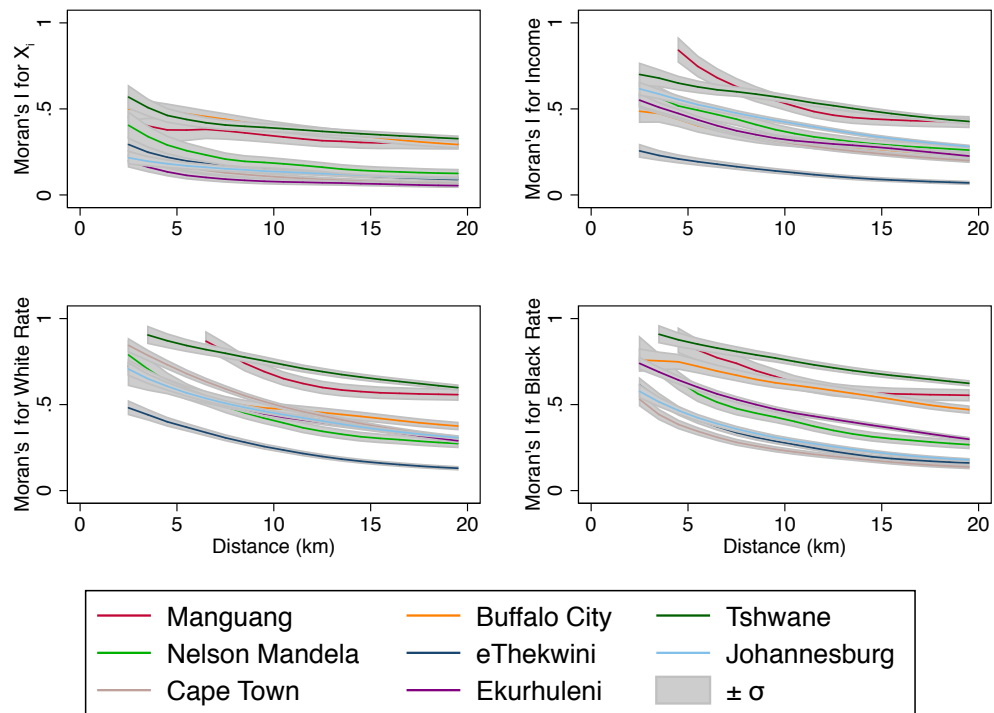 Moran's I for Xi
1
.5
0
0 5 10 15 20
Moran's I for Income
1
.5
0
0 5 10 15 20
Moran's I for White Rate
1
.5
0
0 5 10 15 20
Distance (km)
Moran's I for Black Rate
1
.5
0
0 5 10 15 20
Distance (km)
Manguang Buffalo City Tshwane
Nelson Mandela eThekwini Johannesburg
Cape Town Ekurhuleni ± σ